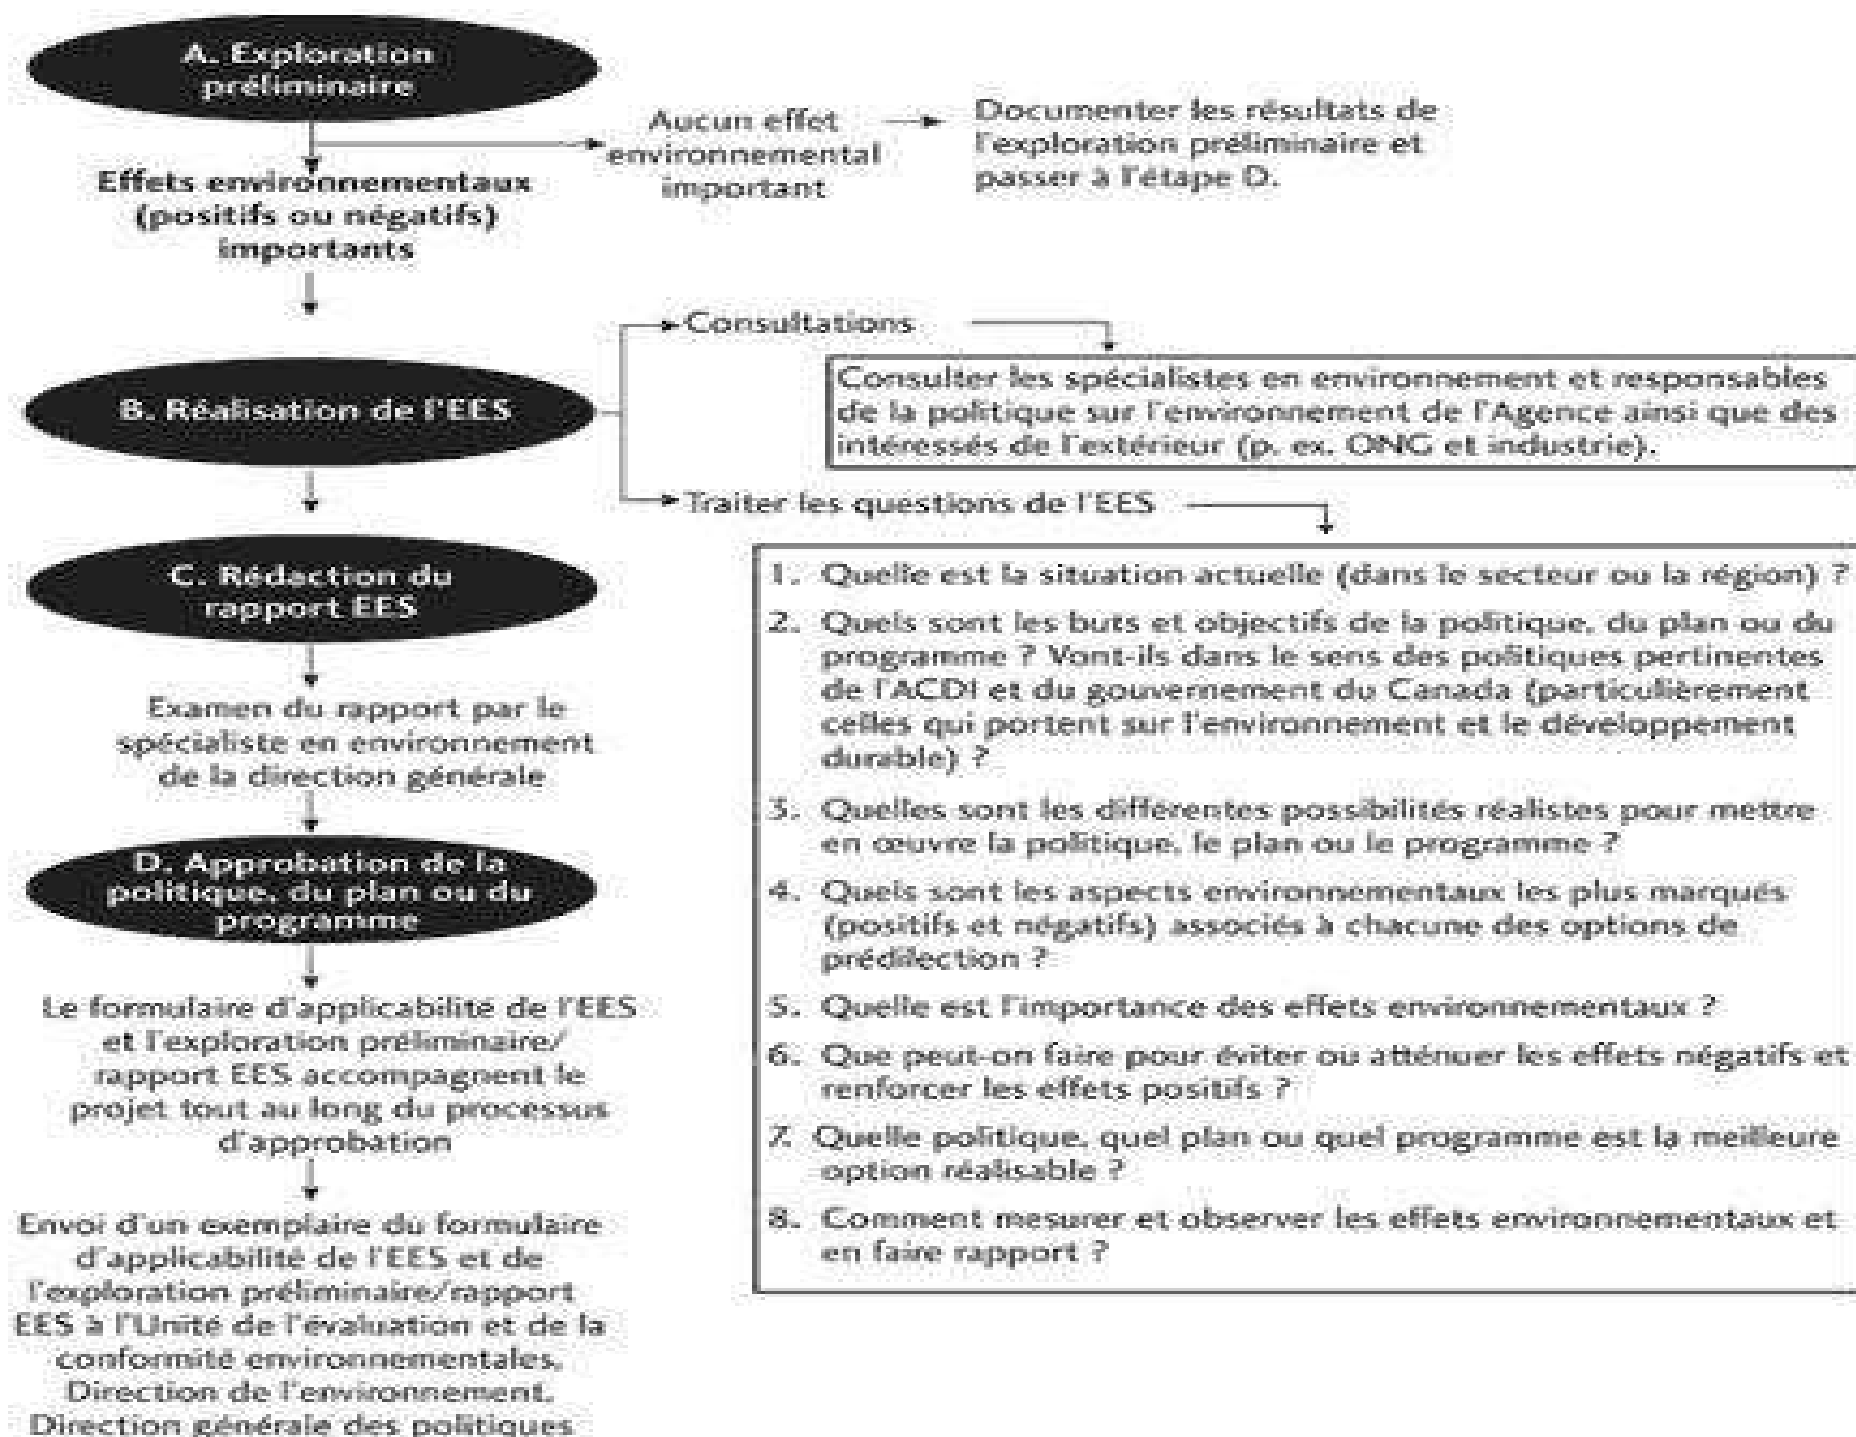 A. Exploration
préliminaire
Aucun effet
environnemental
important
Documenter les résultats de
l'exploration préliminaire et
passer à l'étape D.
Effets environnementaux
(positifs ou négatifs)
importants
B. Réalisation de l'EES
Consultations
Consulter les spécialistes en environnement et responsables
de la politique sur l'environnement de l'Agence ainsi que des
intéressés de l'extérieur (p. ex. ONG et industrie).
Traiter les questions de l'EES
1. Quelle est la situation actuelle (dans le secteur ou la région) ?
2. Quels sont les buts et objectifs de la politique, du plan ou du
programme ? Vont-ils dans le sens des politiques pertinentes
de l'ACDI et du gouvernement du Canada (particulièrement
celles qui portent sur l'environnement et le développement
durable) ?
3. Quelles sont les différentes possibilités réalistes pour mettre
en œuvre la politique, le plan ou le programme ?
4. Quels sont les aspects environnementaux les plus marqués
(positifs et négatifs) associés à chacune des options de
prédilection ?
5. Quelle est l'importance des effets environnementaux ?
6. Que peut-on faire pour éviter ou atténuer les effets négatifs et
renforcer les effets positifs ?
7. Quelle politique, quel plan ou quel programme est la meilleure
option réalisable ?
8. Comment mesurer et observer les effets environnementaux et
en faire rapport ?
C. Rédaction du
rapport EES
Examen du rapport par le
spécialiste en environnement
de la direction générale
D. Approbation de la
politique, du plan ou du
programme
Le formulaire d'applicabilité de l'EES
et l'exploration préliminaire/
rapport EES accompagnent le
projet tout au long du processus
d'approbation
Envoi d'un exemplaire du formulaire
d'applicabilité de l'EES et de
l'exploration préliminaire/rapport
EES à l'Unité de l'évaluation et de la
conformité environnementales,
Direction de l'environnement,
Direction générale des politiques